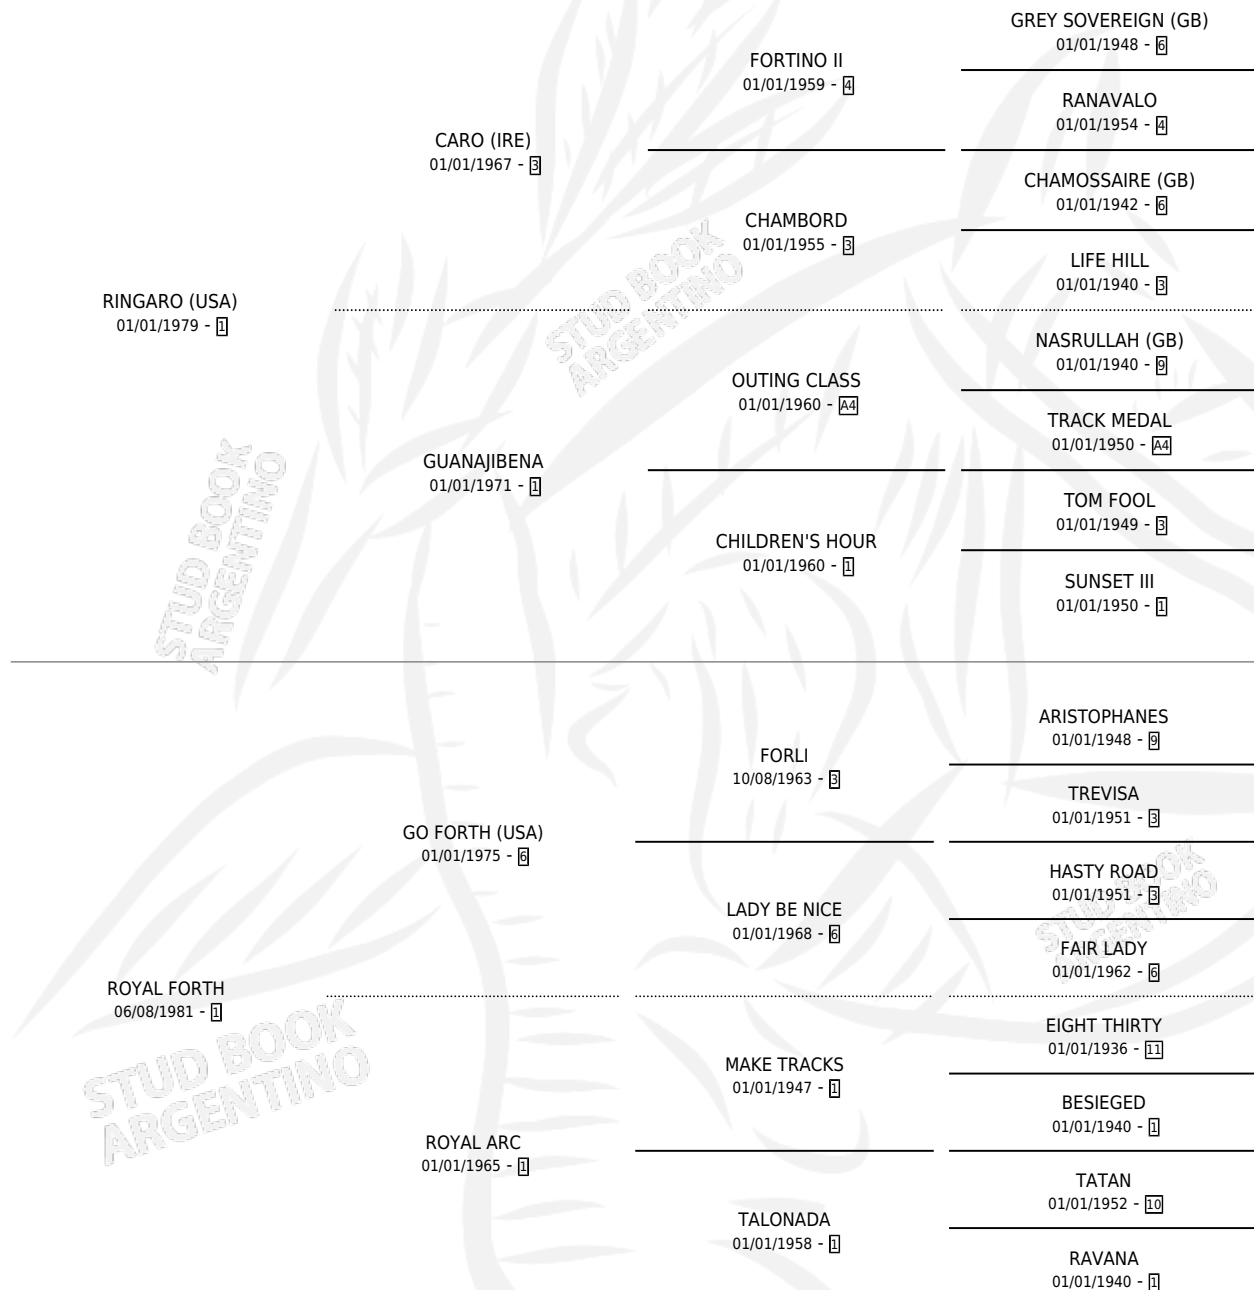 GREY SOVEREIGN (GB)
01/01/1948 - 6
FORTINO II
01/01/1959 - 4
RANAVALO
01/01/1954 - 4
CARO (IRE)
01/01/1967 - 3
CHAMOSSAIRE (GB)
01/01/1942 - 6
CHAMBORD
01/01/1955 - 3
LIFE HILL
01/01/1940 - 3
RINGARO (USA)
01/01/1979 - 1
STUD BOOK
ARGENTINO
NASRULLAH (GB)
01/01/1940 - 9
OUTING CLASS
01/01/1960 - A4
TRACK MEDAL
01/01/1950 - A4
GUANAJIBENA
01/01/1971 - 1
TOM FOOL
01/01/1949 - 3
CHILDREN'S HOUR
01/01/1960 - 1
SUNSET III
01/01/1950 - 1
STUD BOOK
ARGENTINO
ARISTOPHANES
01/01/1948 - 9
FORLI
10/08/1963 - 3
TREVISA
01/01/1951 - 3
GO FORTH (USA)
01/01/1975 - 6
HASTY ROAD
01/01/1951 - 3
STUD BOOK
ARGENTINO
LADY BE NICE
01/01/1968 - 6
FAIR LADY
01/01/1962 - 6
ROYAL FORTH
06/08/1981 - 1
EIGHT THIRTY
01/01/1936 - 11
STUD BOOK
ARGENTINO
MAKE TRACKS
01/01/1947 - 1
BESIEGED
01/01/1940 - 1
ROYAL ARC
01/01/1965 - 1
TATAN
01/01/1952 - 10
TALONADA
01/01/1958 - 1
RAVANA
01/01/1940 - 1